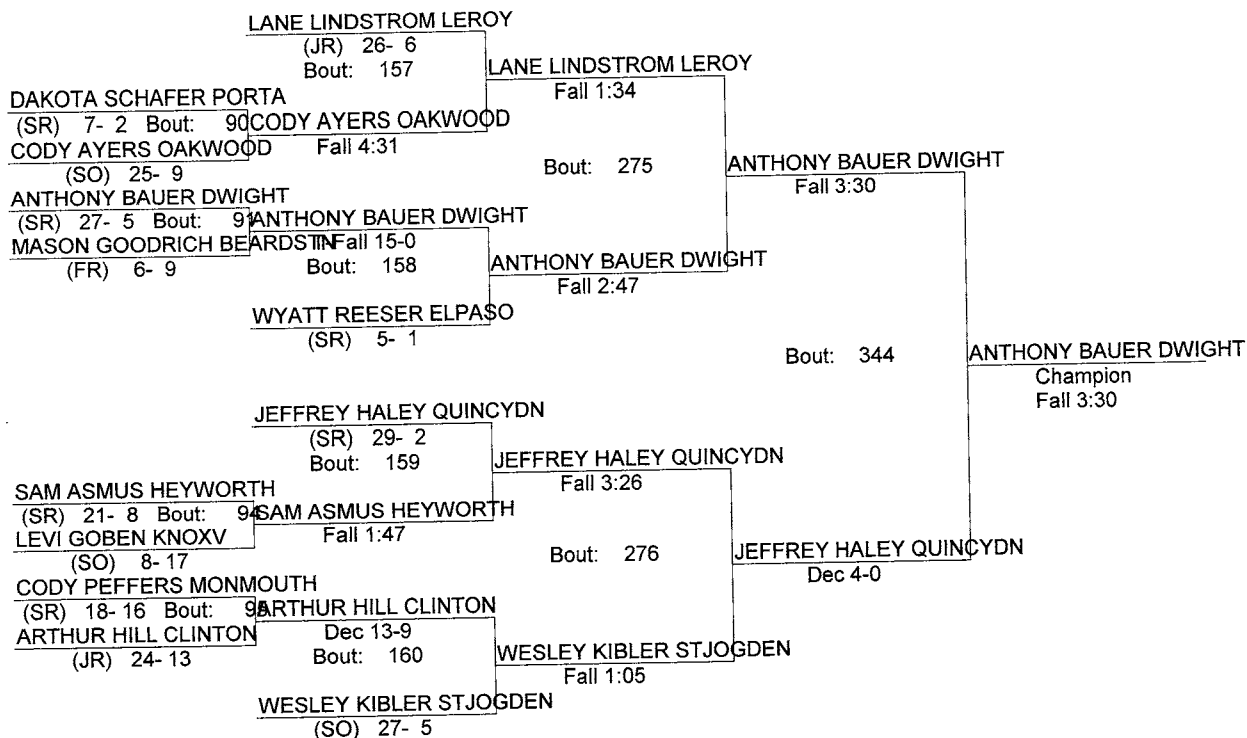 LANE LINDSTROM LEROY
(JR) 26- 6
Bout: 157
LANE LINDSTROM LEROY
Fall 1:34
DAKOTA SCHAFER PORTA
(SR) 7- 2 Bout: 90
CODY AYERS OAKWOOD
Fall 4:31
CODY AYERS OAKWOOD
(SO) 25- 9
Bout: 275
ANTHONY BAUER DWIGHT
Fall 3:30
ANTHONY BAUER DWIGHT
(SR) 27- 5 Bout: 91
ANTHONY BAUER DWIGHT
Fall 15-0
MASON GOODRICH BEARDSTN
(FR) 6- 9
Bout: 158
ANTHONY BAUER DWIGHT
Fall 2:47
WYATT REESER ELPASO
(SR) 5- 1
Bout: 344
ANTHONY BAUER DWIGHT
Champion
Fall 3:30
JEFFREY HALEY QUINCYDN
(SR) 29- 2
Bout: 159
JEFFREY HALEY QUINCYDN
Fall 3:26
SAM ASMUS HEYWORTH
(SR) 21- 8 Bout: 94
SAM ASMUS HEYWORTH
Fall 1:47
LEVI GOBEN KNOXV
(SO) 8- 17
Bout: 276
JEFFREY HALEY QUINCYDN
Dec 4-0
CODY PEFFERS MONMOUTH
(SR) 18- 16 Bout: 95
ARTHUR HILL CLINTON
Dec 13-9
ARTHUR HILL CLINTON
(JR) 24- 13
Bout: 160
WESLEY KIBLER STJOGDEN
Fall 1:05
WESLEY KIBLER STJOGDEN
(SO) 27- 5